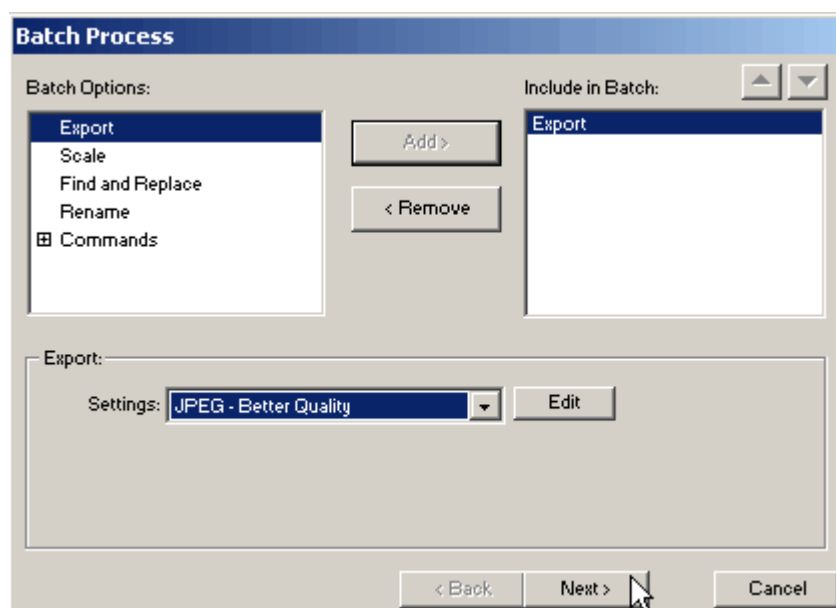 Batch Process
Batch Options:
Include in Batch:
Export
Scale
Find and Replace
Rename
Commands
Add >
< Remove
Export
Export:
Settings: JPEG - Better Quality Edit
< Back Next > Cancel